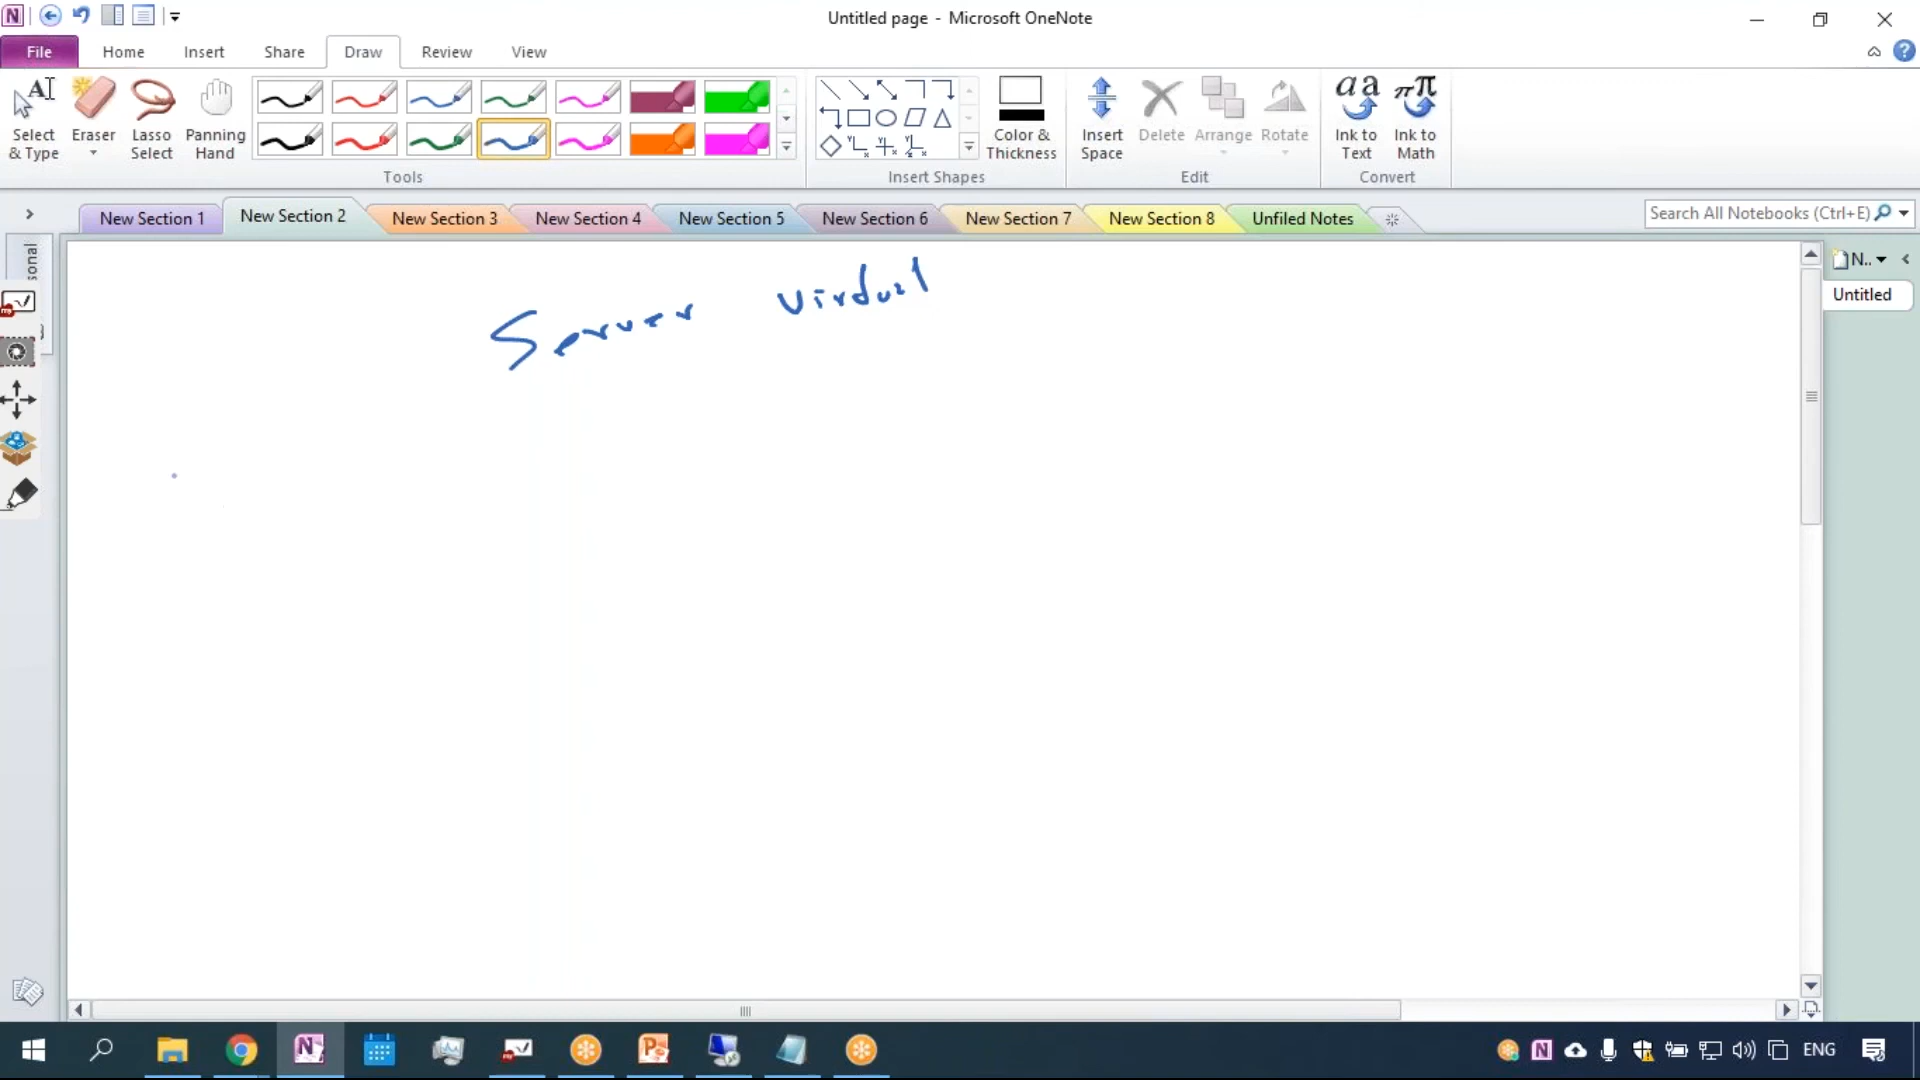 Untitled page - Microsoft OneNote
File Home Insert Share Draw Review View
Select & Type
Eraser
Lasso Select
Panning Hand
Color & Thickness
Insert Space
Delete
Arrange
Rotate
Ink to Text
Ink to Math
Tools
Insert Shapes
Edit
Convert
New Section 1 New Section 2 New Section 3 New Section 4 New Section 5 New Section 6 New Section 7 New Section 8 Unfiled Notes
Search All Notebooks (Ctrl+E)
sonal
N..
Untitled
Server Virdual
ENG